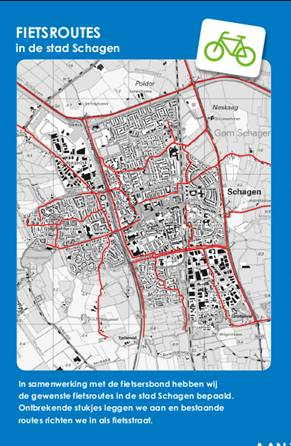 FIETSROUTES
in de stad Schagen
Polder
Neskaag
Gem Schagen
Schagen
In samenwerking met de fietsersbond hebben wij
de gewenste fietsroutes in de stad Schagen bepaald.
Ontbrekende stukjes leggen we aan en bestaande
routes richten we in als fietsstraat.